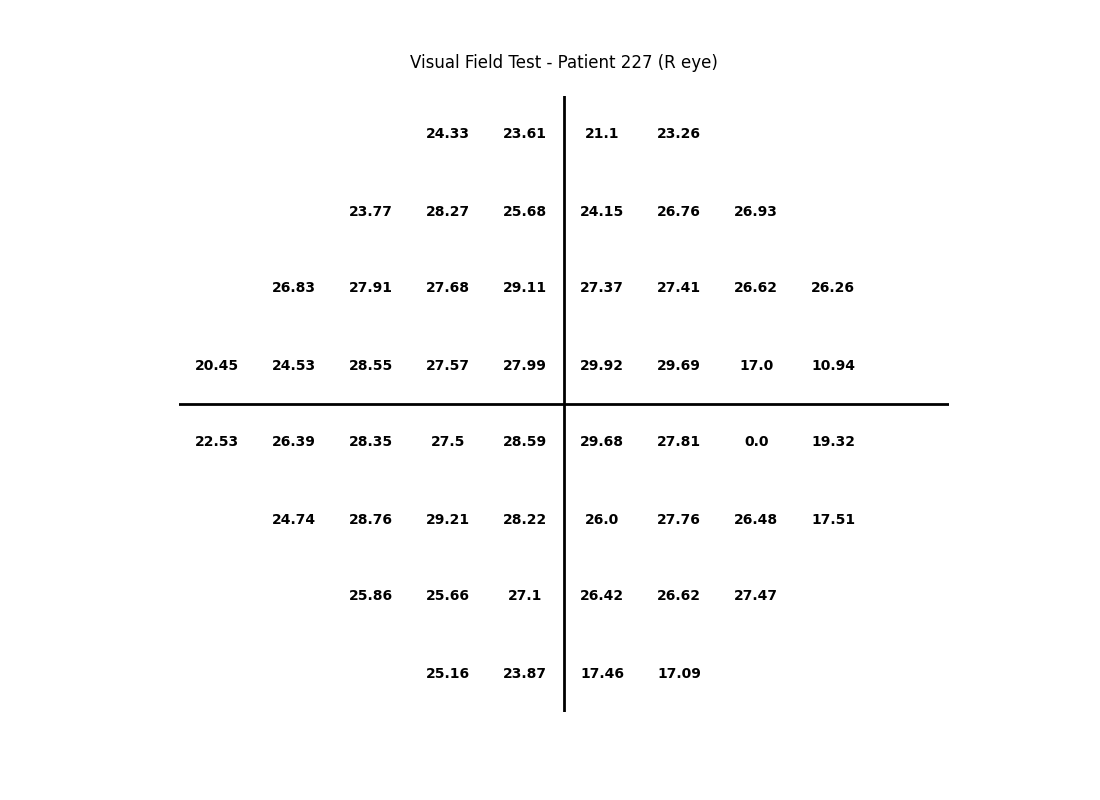 Visual Field Test - Patient 227 (R eye)
24.33 23.61 21.1 23.26
23.77 28.27 25.68 24.15 26.76 26.93
26.83 27.91 27.68 29.11 27.37 27.41 26.62 26.26
20.45 24.53 28.55 27.57 27.99 29.92 29.69 17.0 10.94
22.53 26.39 28.35 27.5 28.59 29.68 27.81 0.0 19.32
24.74 28.76 29.21 28.22 26.0 27.76 26.48 17.51
25.86 25.66 27.1 26.42 26.62 27.47
25.16 23.87 17.46 17.09